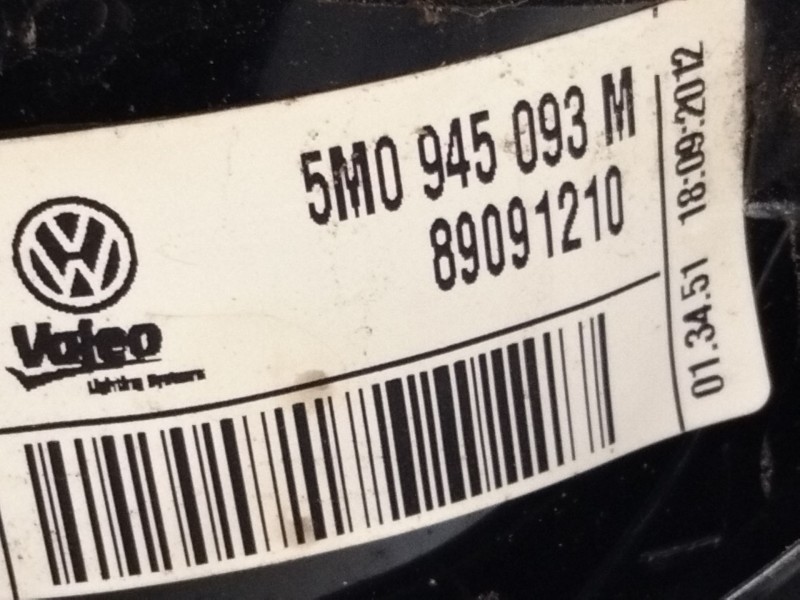 5M0 945 093 M
89091210
Valeo
Lighting Systems
01.34.51 18:09:2012